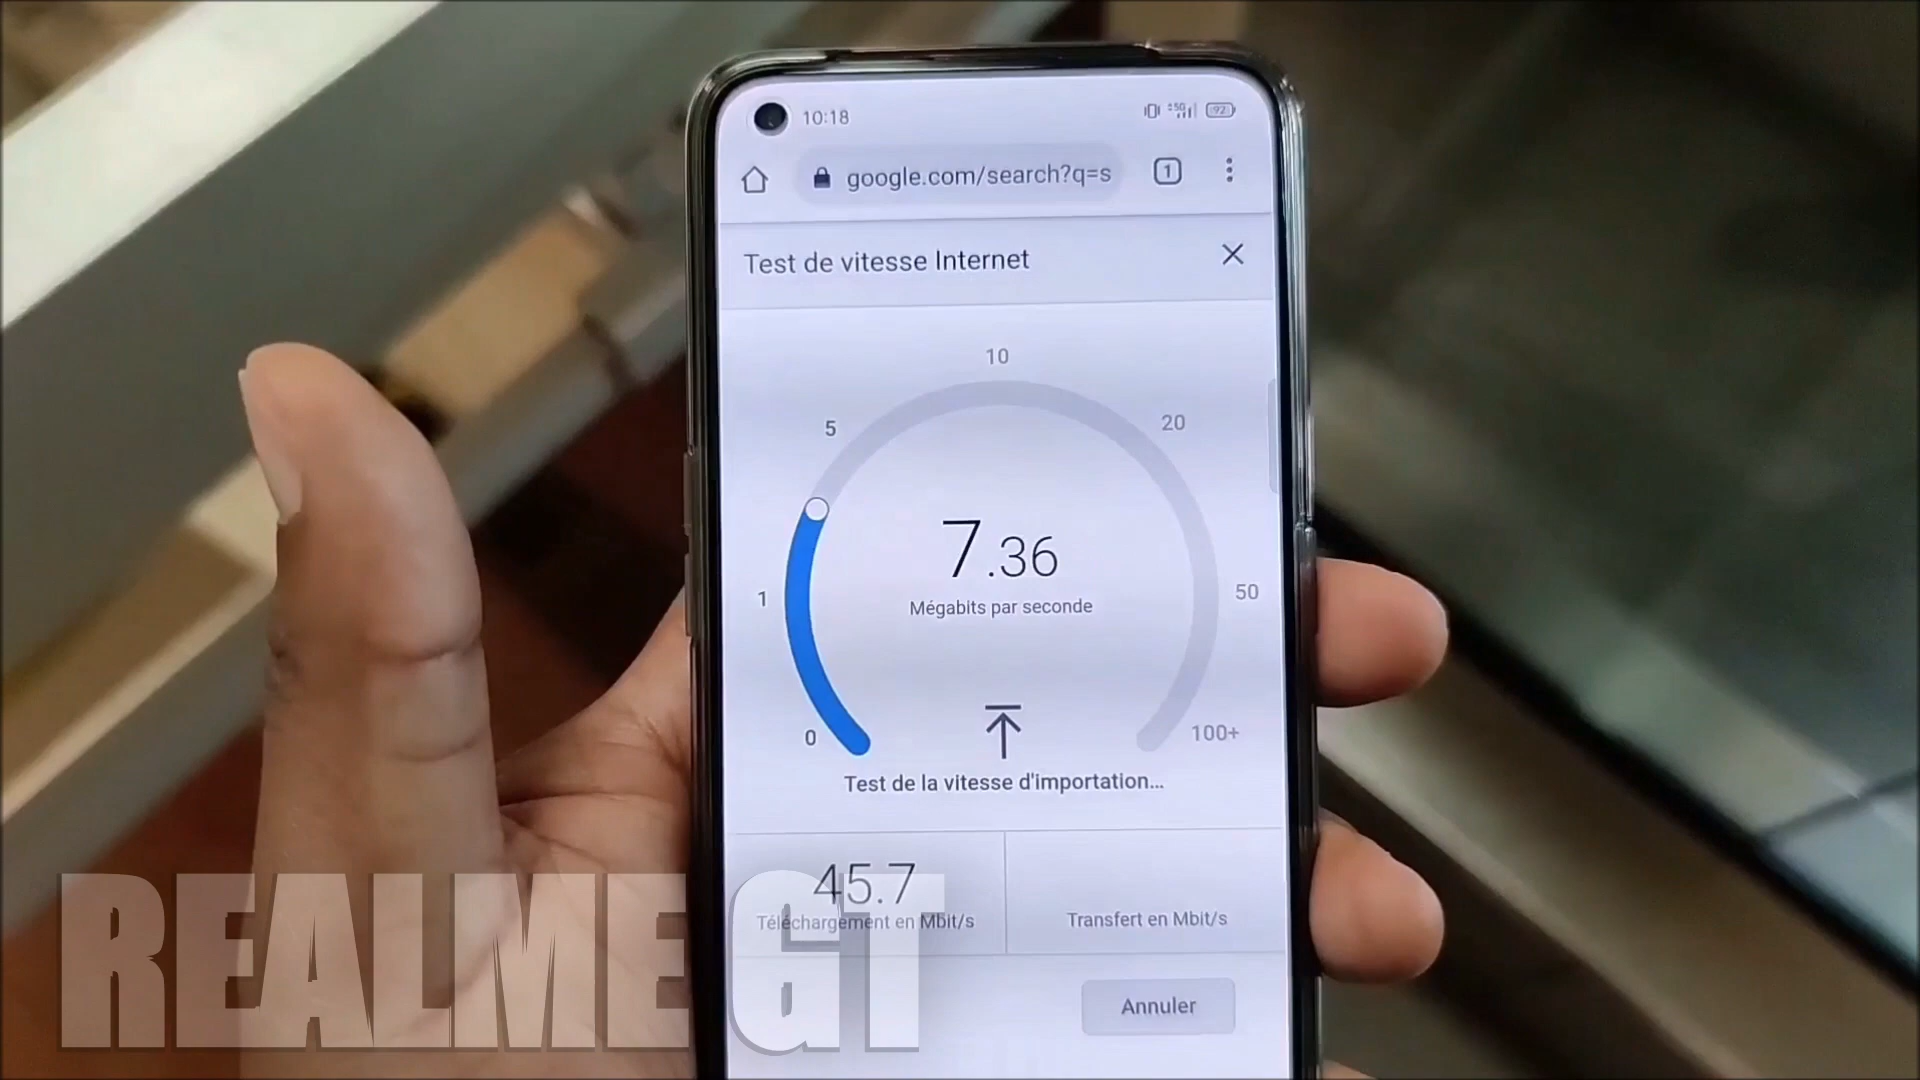 10:18
5G
92
google.com/search?q=s
1
Test de vitesse Internet
10
5
20
7.36
Mégabits par seconde
1
50
0
100+
Test de la vitesse d'importation...
45.7
Téléchargement en Mbit/s
Transfert en Mbit/s
REALME GT
Annuler